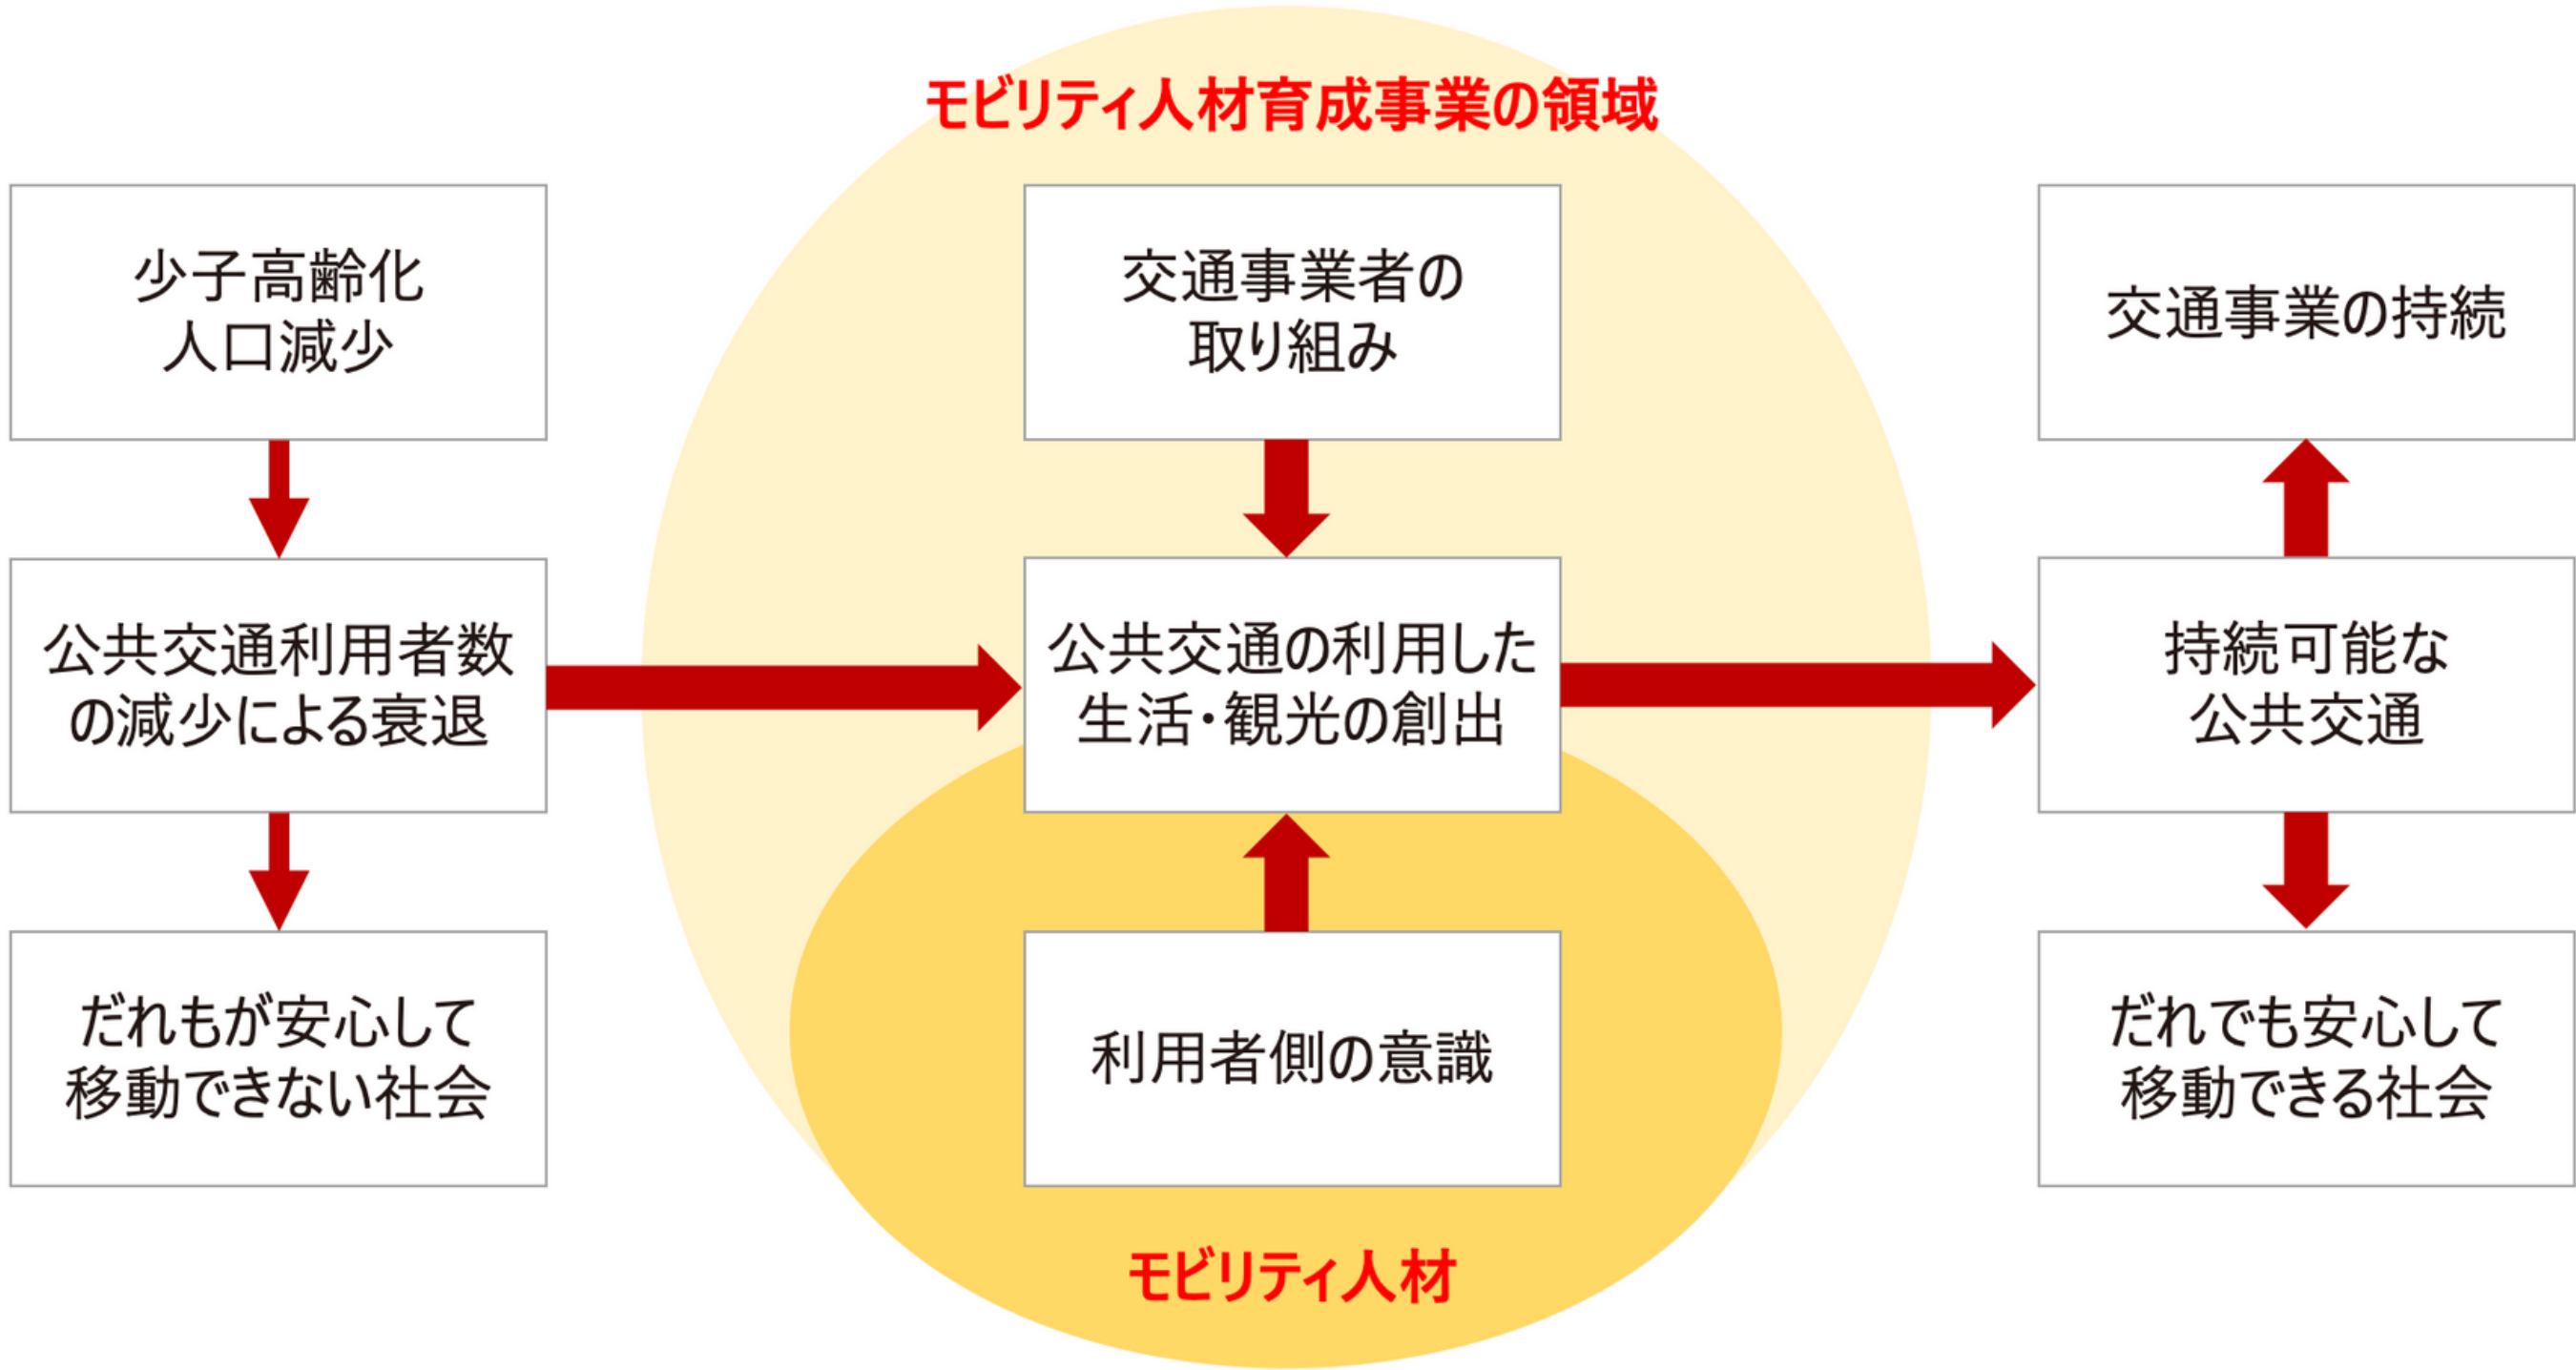 モビリティ人材育成事業の領域
少子高齢化
人口減少
公共交通利用者数
の減少による衰退
だれもが安心して
移動できない社会
交通事業者の
取り組み
公共交通の利用した
生活・観光の創出
利用者側の意識
モビリティ人材
交通事業の持続
持続可能な
公共交通
だれでも安心して
移動できる社会